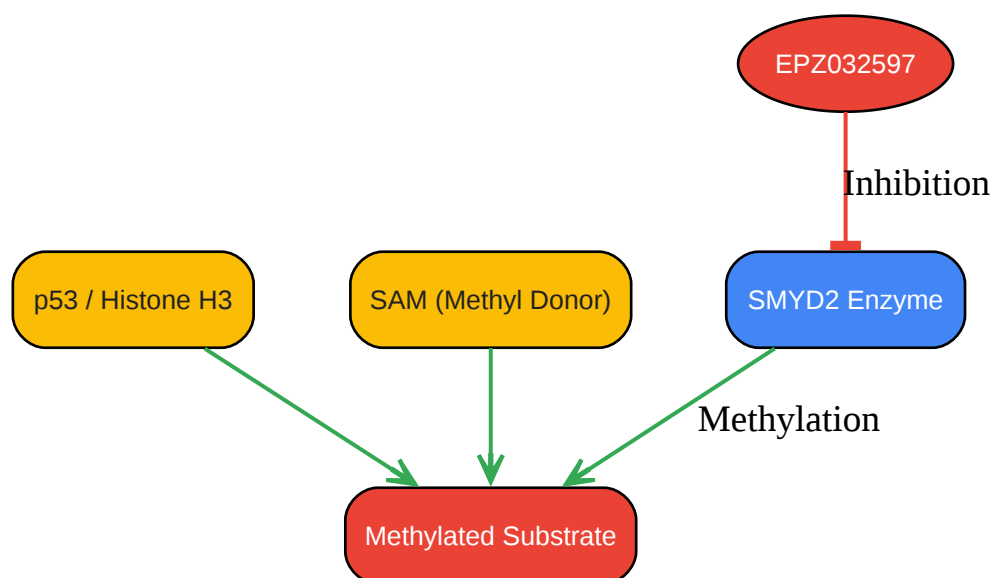 EPZ032597
Inhibition
p53 / Histone H3
SAM (Methyl Donor)
SMYD2 Enzyme
Methylation
Methylated Substrate